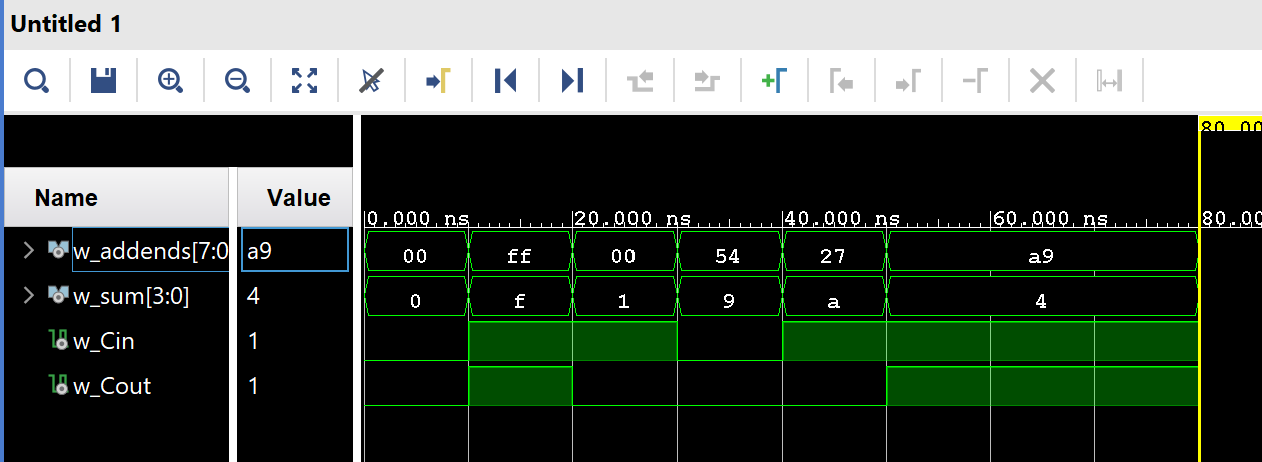 Untitled 1
80.00
Name Value
0.000 ns 20.000 ns 40.000 ns 60.000 ns 80.00
w_addends[7:0 a9 00 ff 00 54 27 a9
w_sum[3:0] 4 0 f 1 9 a 4
w_Cin 1
w_Cout 1